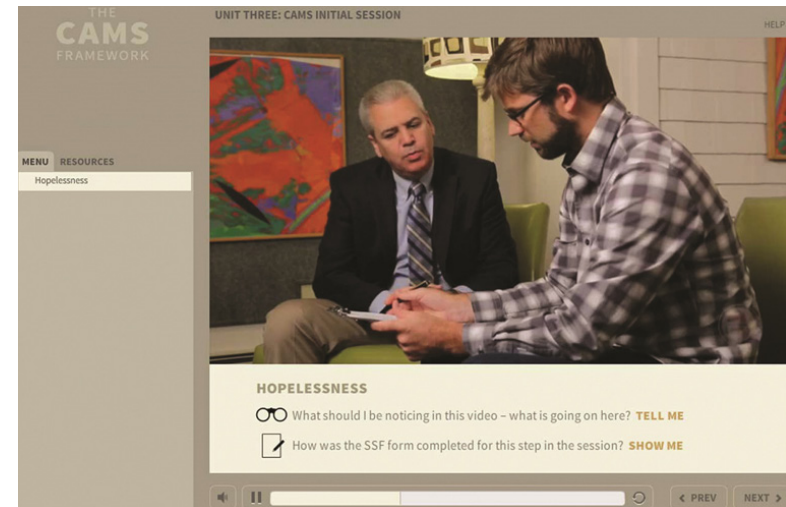 THE
CAMS
FRAMEWORK
UNIT THREE: CAMS INITIAL SESSION
HELP
MENU RESOURCES
Hopelessness
HOPELESSNESS
What should I be noticing in this video – what is going on here? TELL ME
How was the SSF form completed for this step in the session? SHOW ME
< PREV NEXT >